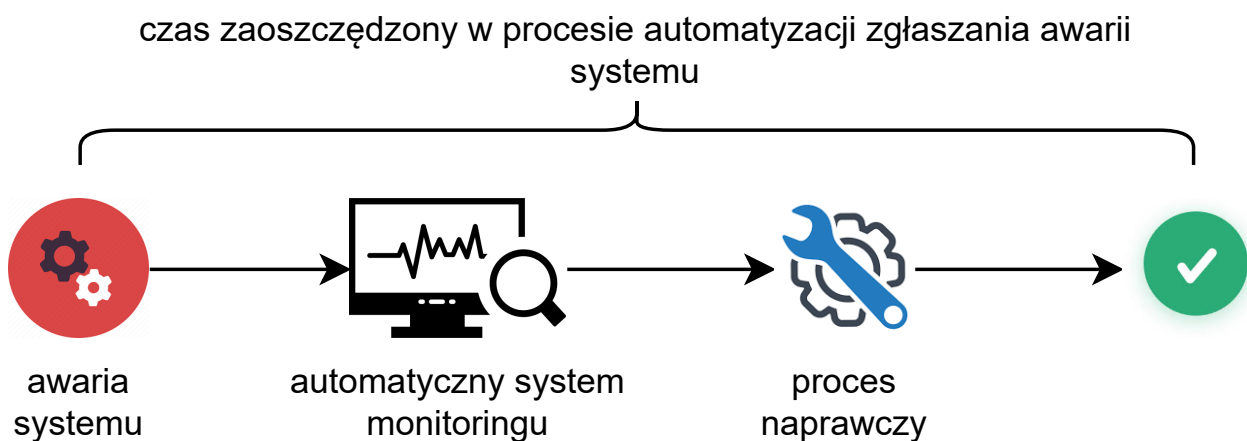 czas zaoszczędzony w procesie automatyzacji zgłaszania awarii
systemu
awaria
systemu
automatyczny system
monitoringu
proces
naprawczy